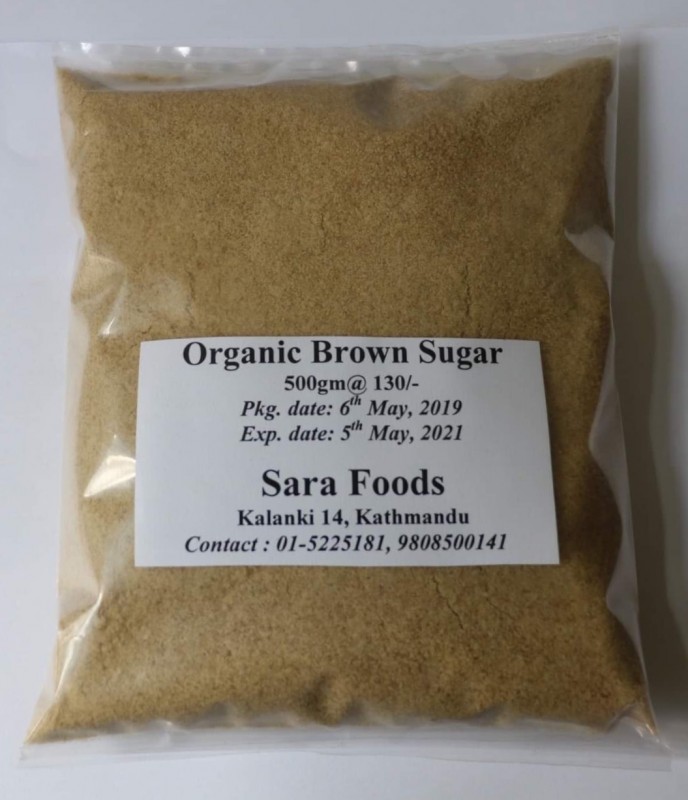 Organic Brown Sugar
500gm@ 130/-
Pkg. date: 6th May, 2019
Exp. date: 5th May, 2021
Sara Foods
Kalanki 14, Kathmandu
Contact : 01-5225181, 9808500141